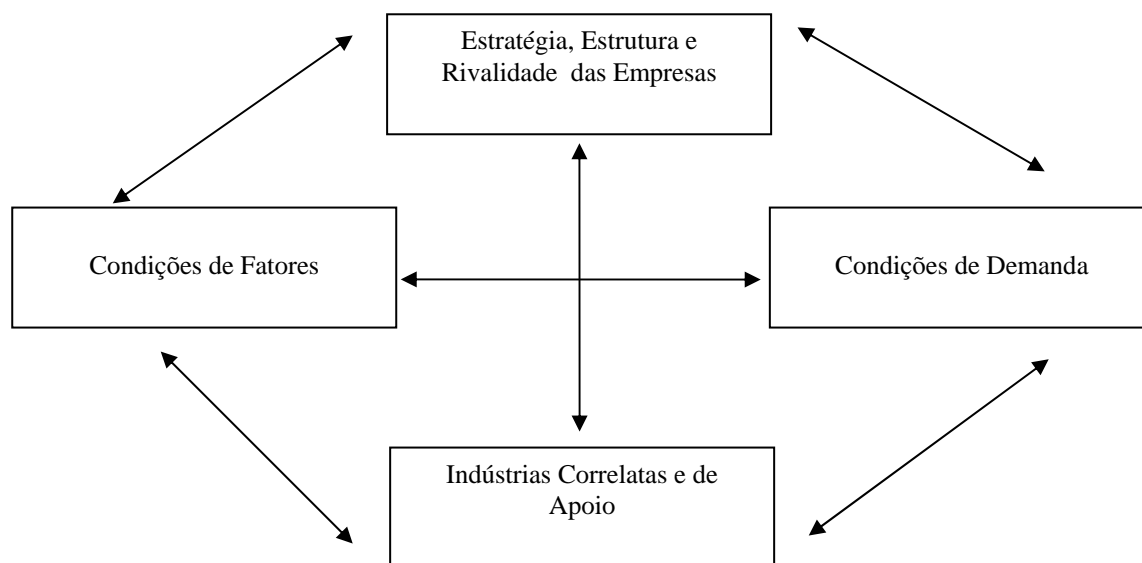 Estratégia, Estrutura e
Rivalidade das Empresas
Condições de Fatores
Condições de Demanda
Indústrias Correlatas e de
Apoio